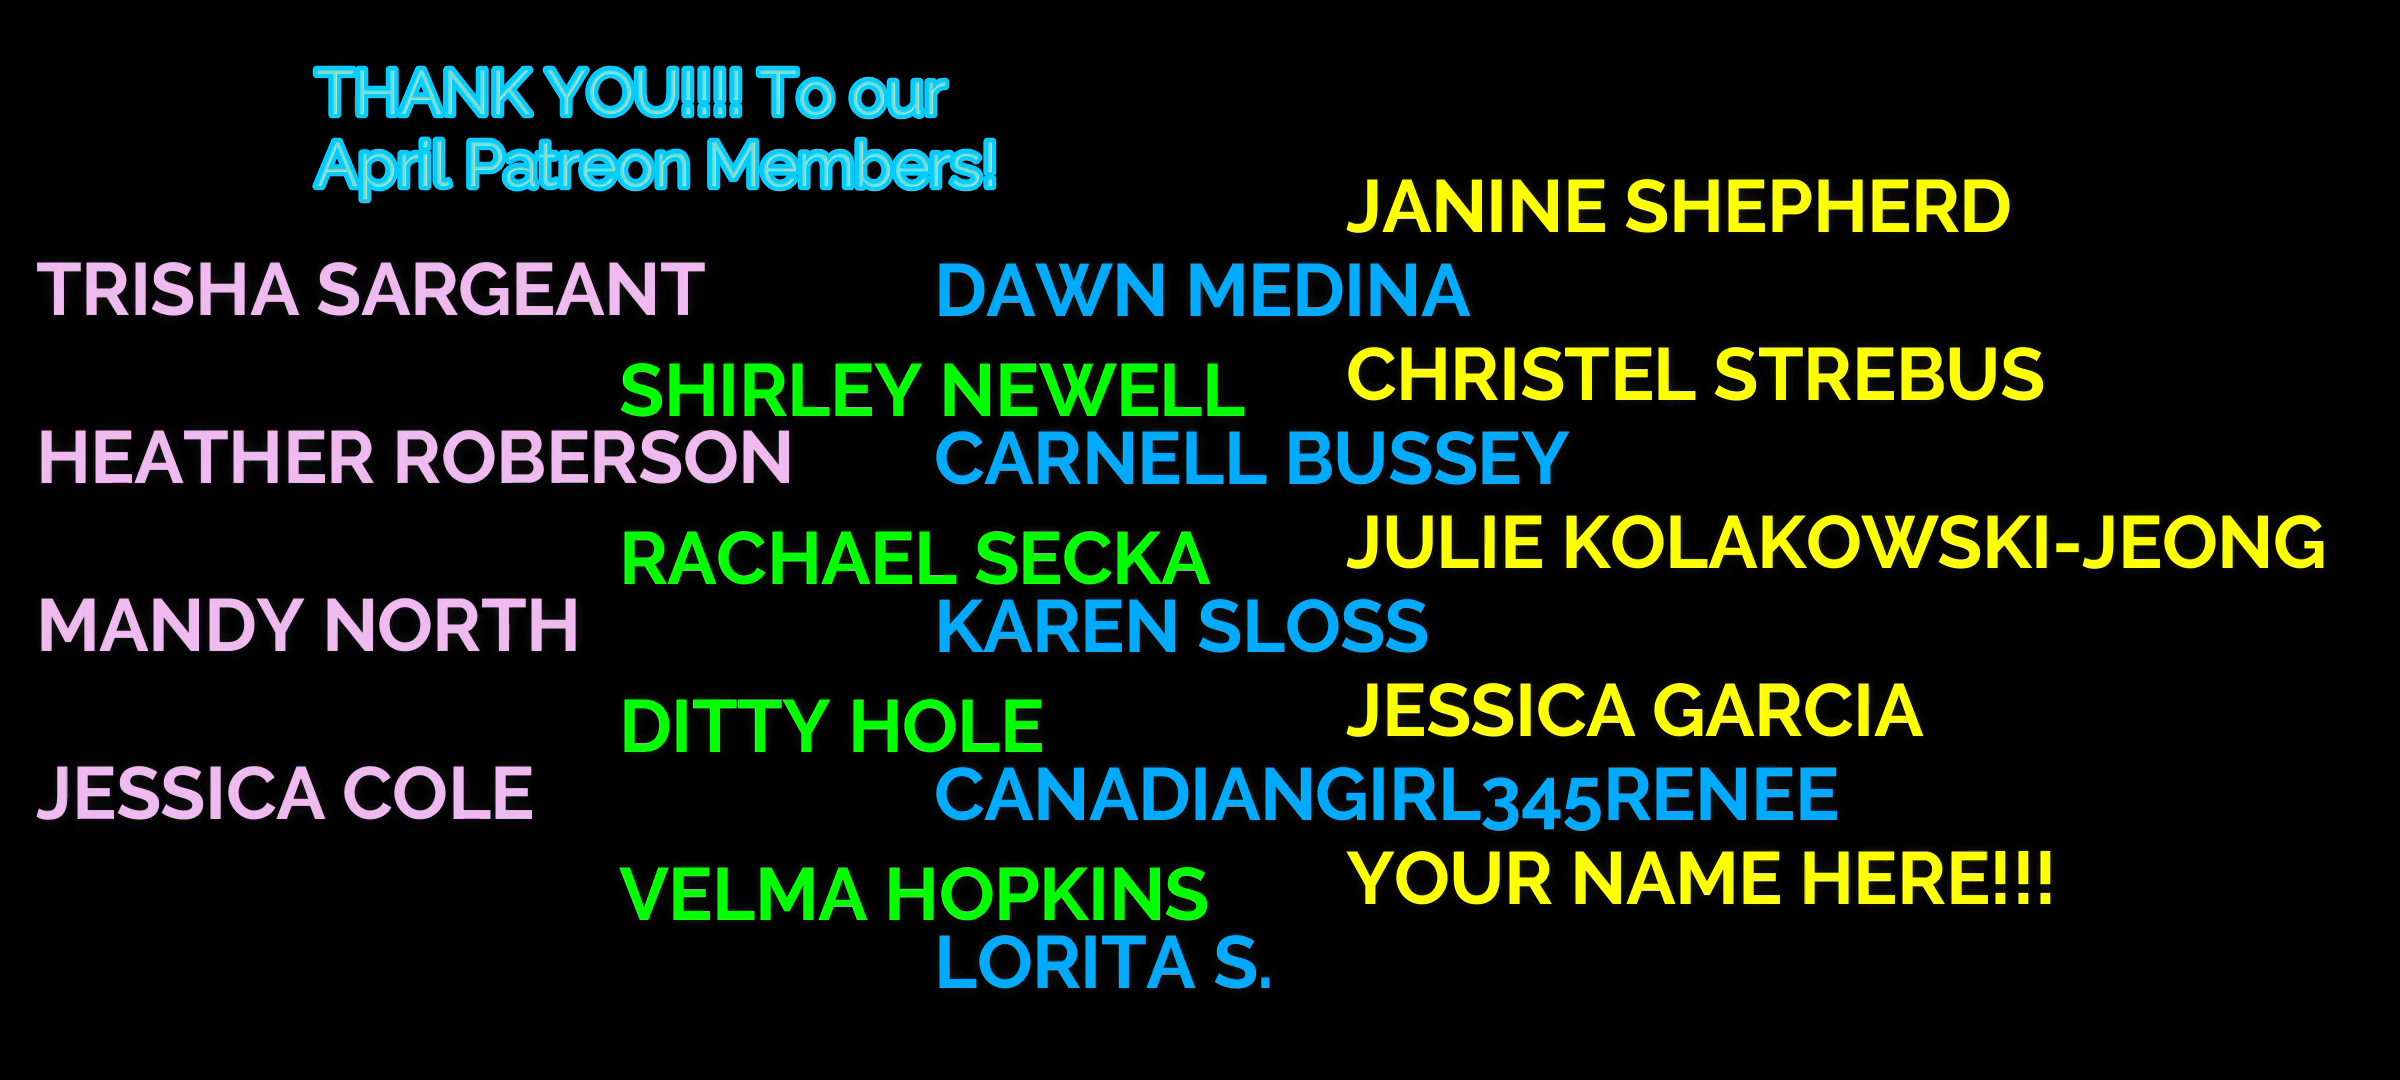 THANK YOU!!!! To our
April Patreon Members!
TRISHA SARGEANT
HEATHER ROBERSON
MANDY NORTH
JESSICA COLE
SHIRLEY NEWELL
RACHAEL SECKA
DITTY HOLE
VELMA HOPKINS
DAWN MEDINA
CARNELL BUSSEY
KAREN SLOSS
CANADIANGIRL345RENEE
LORITA S.
JANINE SHEPHERD
CHRISTEL STREBUS
JULIE KOLAKOWSKI-JEONG
JESSICA GARCIA
YOUR NAME HERE!!!